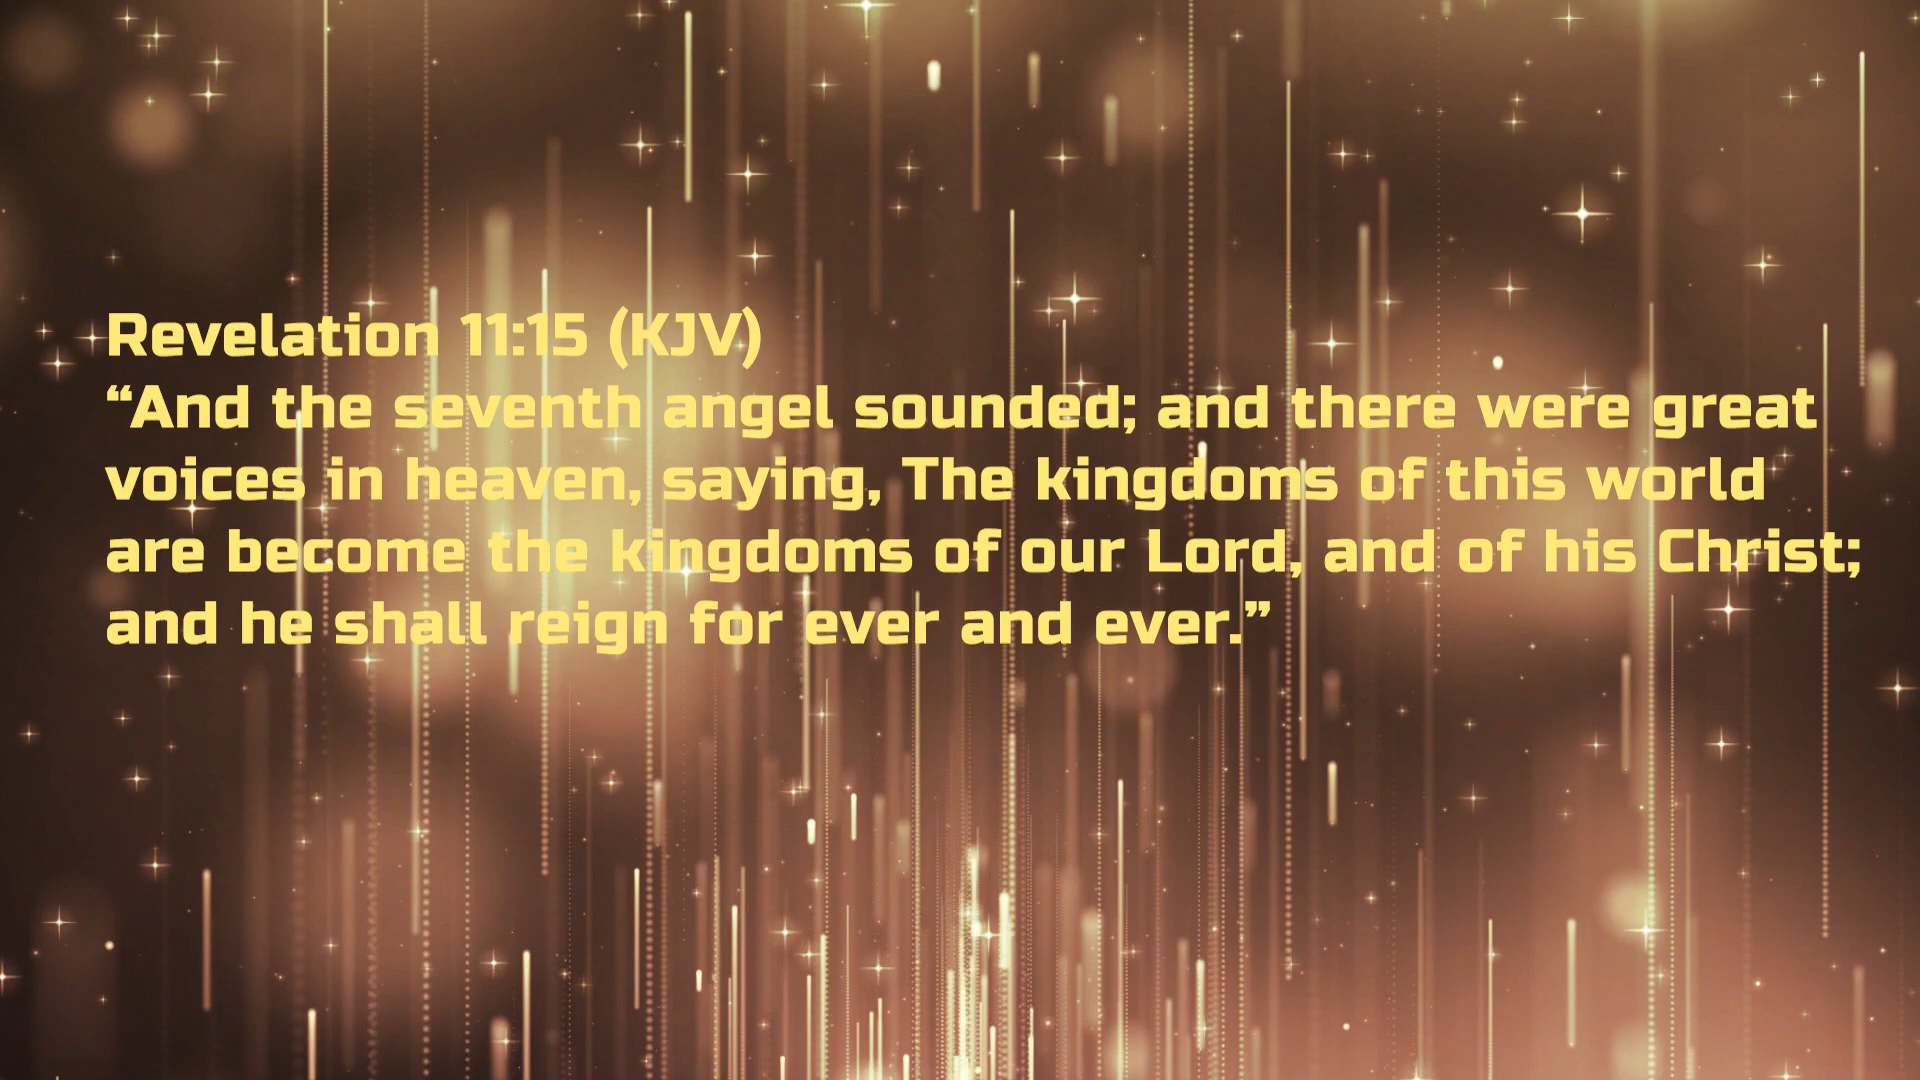 Revelation 11:15 (KJV)
“And the seventh angel sounded; and there were great
voices in heaven, saying, The kingdoms of this world
are become the kingdoms of our Lord, and of his Christ;
and he shall reign for ever and ever.”